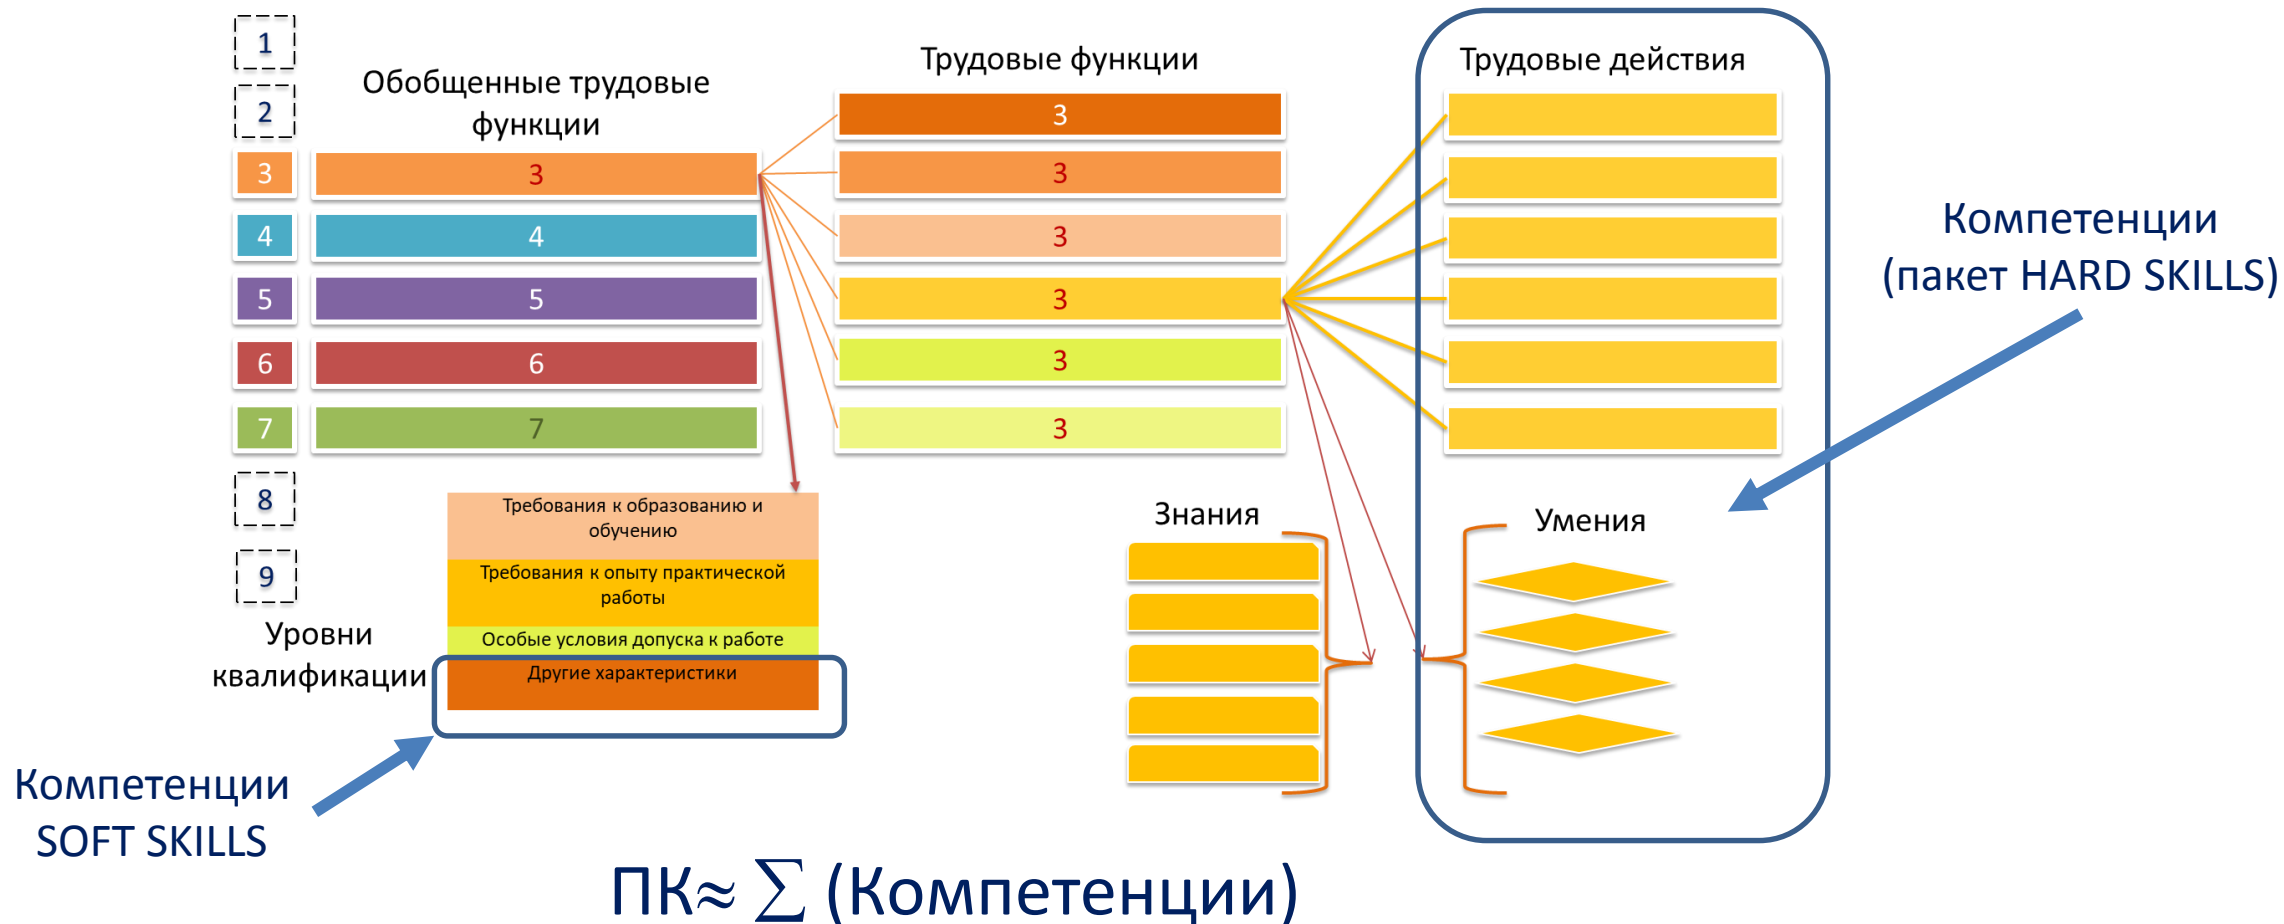 1
2
3
4
5
6
7
8
9
Уровни
квалификации
Обобщенные трудовые
функции
3
4
5
6
7
Трудовые функции
3
3
3
3
3
3
Трудовые действия
Компетенции
(пакет HARD SKILLS)
Требования к образованию и
обучению
Требования к опыту практической
работы
Особые условия допуска к работе
Другие характеристики
Знания
Умения
Компетенции
SOFT SKILLS
ПК≈ ∑ (Компетенции)